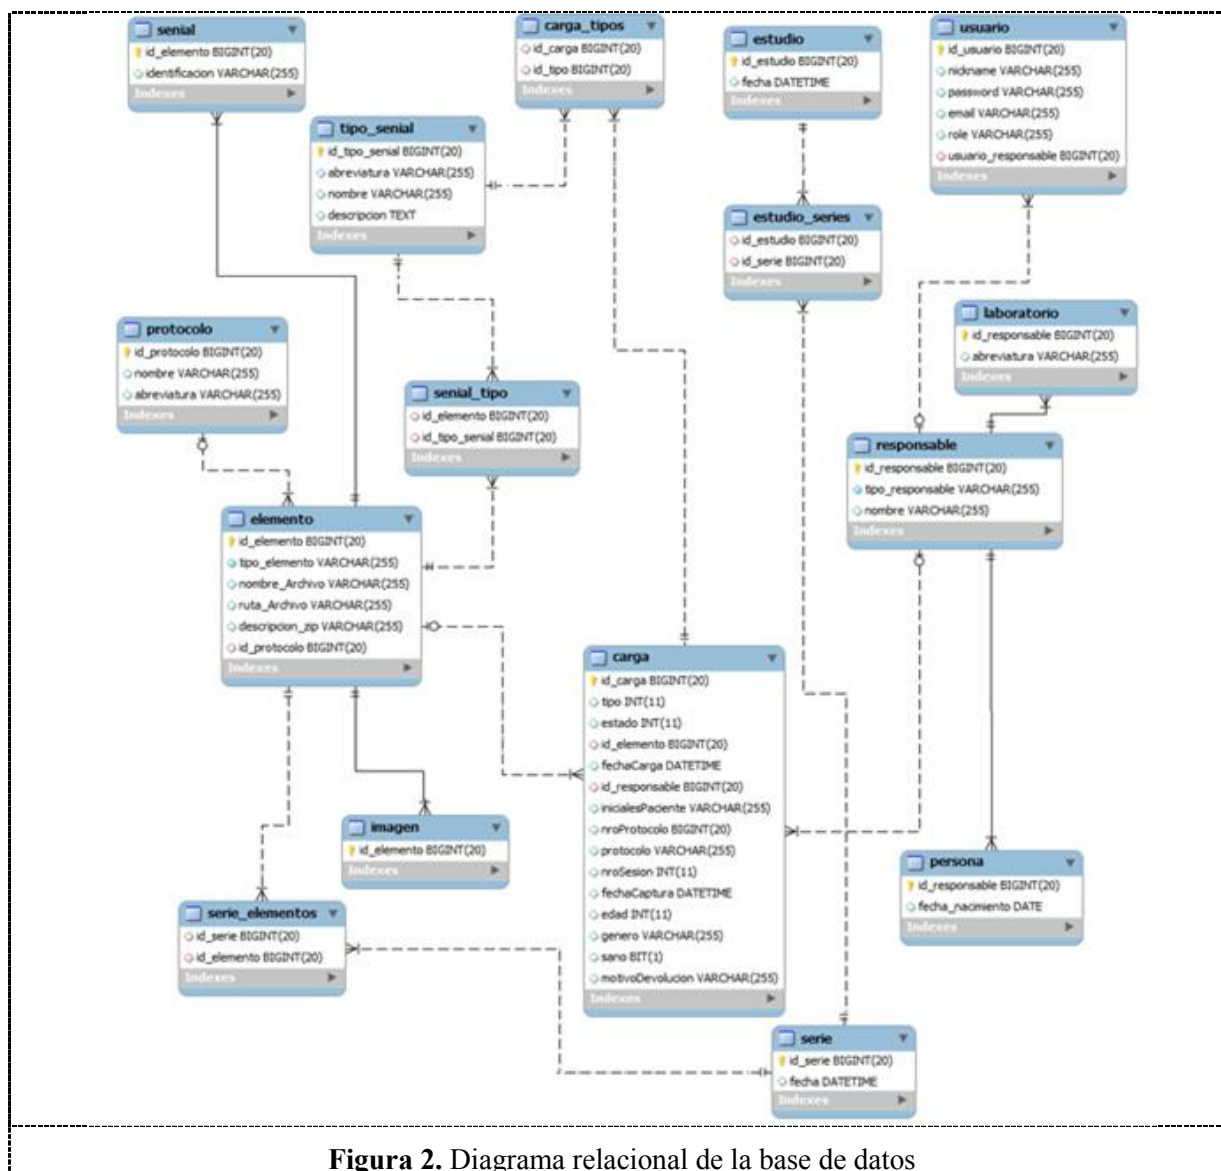 senial
id_elemento BIGINT(20)
identificacion VARCHAR(255)
Indexes
carga_tipos
id_carga BIGINT(20)
id_tipo BIGINT(20)
Indexes
estudio
id_estudio BIGINT(20)
fecha DATETIME
Indexes
usuario
id_usuario BIGINT(20)
nickname VARCHAR(255)
password VARCHAR(255)
email VARCHAR(255)
role VARCHAR(255)
usuario_responsable BIGINT(20)
Indexes
tipo_senial
id_tipo_senial BIGINT(20)
abreviatura VARCHAR(255)
nombre VARCHAR(255)
descripcion TEXT
Indexes
estudio_series
id_estudio BIGINT(20)
id_serie BIGINT(20)
Indexes
laboratorio
id_responsable BIGINT(20)
abreviatura VARCHAR(255)
Indexes
protocolo
id_protocolo BIGINT(20)
nombre VARCHAR(255)
abreviatura VARCHAR(255)
Indexes
senial_tipo
id_elemento BIGINT(20)
id_tipo_senial BIGINT(20)
Indexes
responsable
id_responsable BIGINT(20)
tipo_responsable VARCHAR(255)
nombre VARCHAR(255)
Indexes
elemento
id_elemento BIGINT(20)
tipo_elemento VARCHAR(255)
nombre_Archivo VARCHAR(255)
ruta_Archivo VARCHAR(255)
descripcion_zip VARCHAR(255)
id_protocolo BIGINT(20)
Indexes
carga
id_carga BIGINT(20)
tipo INT(11)
estado INT(11)
id_elemento BIGINT(20)
fechaCarga DATETIME
id_responsable BIGINT(20)
inicialesPaciente VARCHAR(255)
nroProtocolo BIGINT(20)
protocolo VARCHAR(255)
nroSesion INT(11)
fechaCaptura DATETIME
edad INT(11)
genero VARCHAR(255)
sano BIT(1)
motivoDevolucion VARCHAR(255)
Indexes
imagen
id_elemento BIGINT(20)
Indexes
persona
id_responsable BIGINT(20)
fecha_nacimiento DATE
Indexes
serie_elementos
id_serie BIGINT(20)
id_elemento BIGINT(20)
Indexes
serie
id_serie BIGINT(20)
fecha DATETIME
Indexes
Figura 2. Diagrama relacional de la base de datos